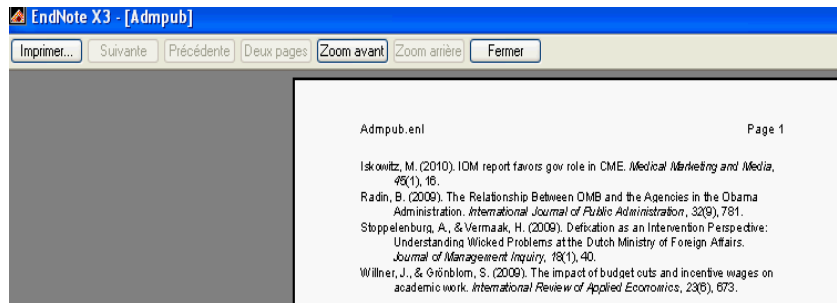 EndNote X3 - [Admpub]
Imprimer... Suivante Précédente Deux pages Zoom avant Zoom arrière Fermer
Admpub.enl Page 1
Iskowitz, M. (2010). IOM report favors gov role in CME. Medical Marketing and Media,
45(1), 16.
Radin, B. (2009). The Relationship Between OMB and the Agencies in the Obama
Administration. International Journal of Public Administration, 32(9), 781.
Stoppelenburg, A., & Vermaak, H. (2009). Defixation as an Intervention Perspective:
Understanding Wicked Problems at the Dutch Ministry of Foreign Affairs.
Journal of Management Inquiry, 18(1), 40.
Willner, J., & Grönblom, S. (2009). The impact of budget cuts and incentive wages on
academic work. International Review of Applied Economics, 23(6), 673.